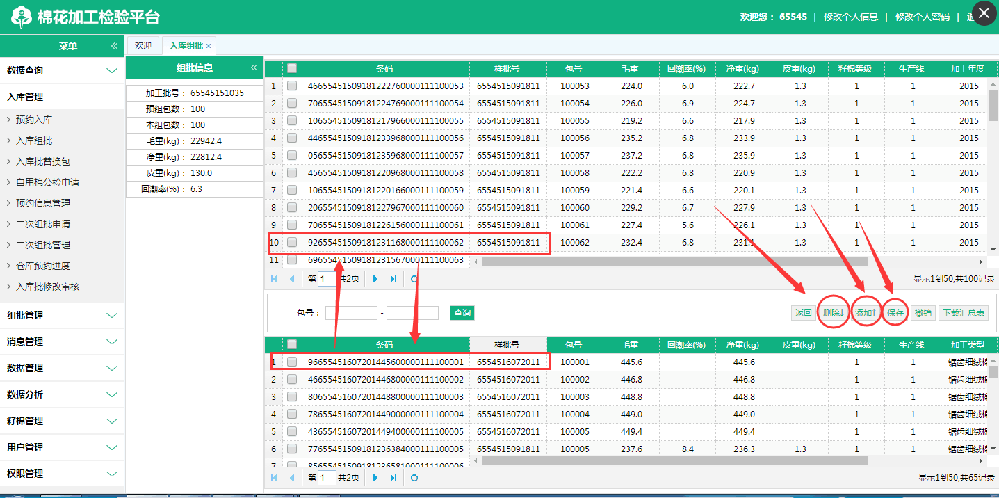 棉花加工检验平台
欢迎您： 65545 | 修改个人信息 | 修改个人密码 |
菜单
数据查询
入库管理
预约入库
入库组批
入库批替换包
自用棉公检申请
预约信息管理
二次组批申请
二次组批管理
仓库预约进度
入库批修改审核
组批管理
消息管理
数据管理
数据分析
籽棉管理
用户管理
权限管理
欢迎 入库组批 ×
组批信息
加工批号： 65545151035
预组包数： 100
本组包数： 100
毛重(kg)： 22942.4
净重(kg)： 22812.4
皮重(kg)： 130.0
回潮率(%)： 6.3
条码 样批号 包号 毛重 回潮率(%) 净重(kg) 皮重(kg) 籽棉等级 生产线 加工年度
1 46655451509181222760000111100053 6554515091811 100053 224.0 6.0 222.7 1.3 1 1 2015
2 70655451509181224769000111100054 6554515091811 100054 226.0 6.9 224.7 1.3 1 1 2015
3 10655451509181217966000111100055 6554515091811 100055 219.2 6.6 217.9 1.3 1 1 2015
4 44655451509181233968000111100056 6554515091811 100056 235.2 6.8 233.9 1.3 1 1 2015
5 05655451509181235968000111100057 6554515091811 100057 237.2 6.8 235.9 1.3 1 1 2015
6 45655451509181220968000111100058 6554515091811 100058 222.2 6.8 220.9 1.3 1 1 2015
7 10655451509181220166000111100059 6554515091811 100059 221.4 6.6 220.1 1.3 1 1 2015
8 20655451509181227967000111100060 6554515091811 100060 229.2 6.7 227.9 1.3 1 1 2015
9 70655451509181226156000111100061 6554515091811 100061 227.4 5.6 226.1 1.3 1 1 2015
10 92655451509181231168000111100062 6554515091811 100062 232.4 6.8 231.1 1.3 1 1 2015
11 69655451509181231567000111100063
第 1 共2页 显示1到50,共100记录
包号： - 查询 返回 删除↓ 添加↑ 保存 撤销 下载汇总表
条码 样批号 包号 毛重 回潮率(%) 净重(kg) 皮重(kg) 籽棉等级 生产线 加工类型
1 96655451607201445600000111100001 6554516072011 100001 445.6 445.6 1 1 锯齿细绒棉
2 46655451607201446800000111100002 6554516072011 100002 446.8 446.8 1 1 锯齿细绒棉
3 80655451607201448800000111100003 6554516072011 100003 448.8 448.8 1 1 锯齿细绒棉
4 78655451607201449000000111100004 6554516072011 100004 449.0 449.0 1 1 锯齿细绒棉
5 43655451607201449400000111100005 6554516072011 100005 449.4 449.4 1 1 锯齿细绒棉
6 77655451509181236384000111100005 6554515091811 100005 237.6 8.4 236.3 1.3 1 1 锯齿细绒棉
第 1 共2页 显示1到50,共65记录